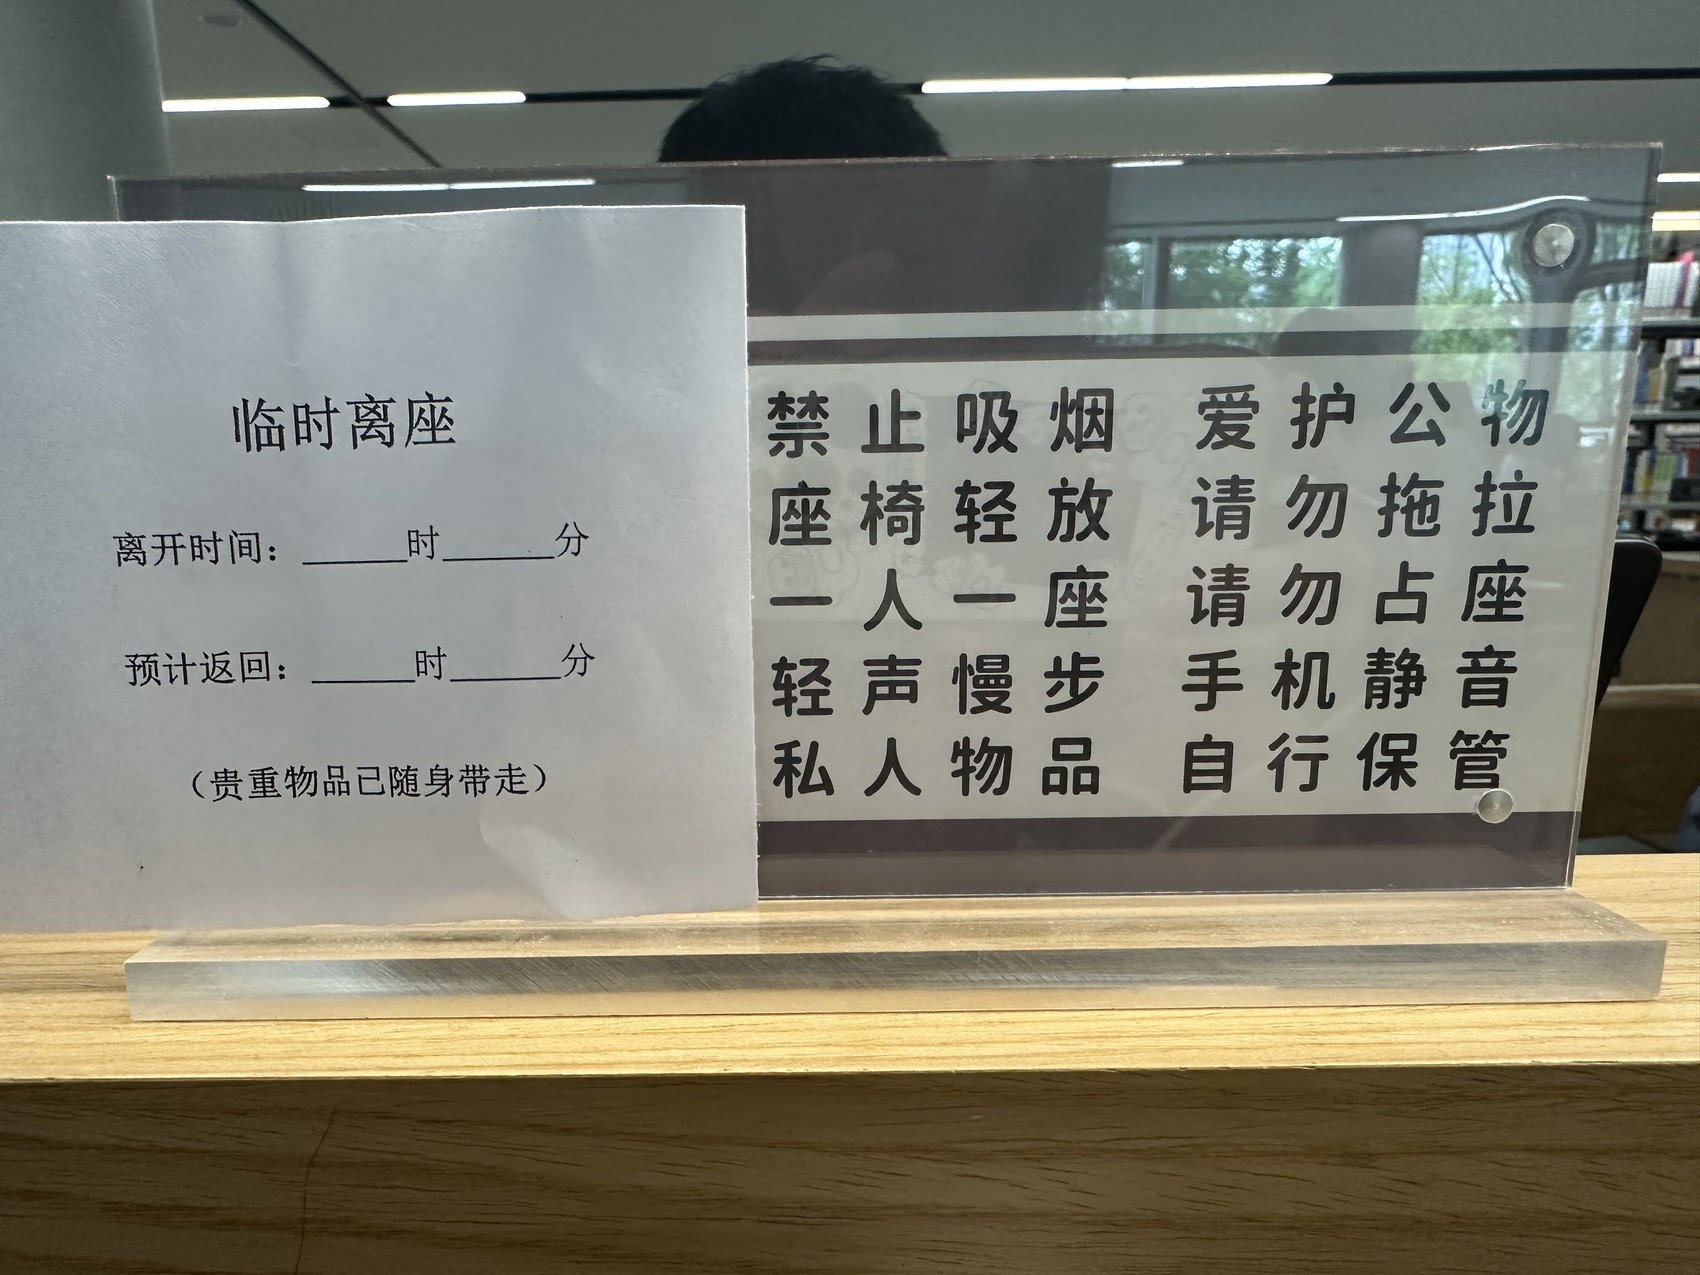 临时离座
离开时间：_____时_____分
预计返回：_____时_____分
（贵重物品已随身带走）
禁止吸烟 爱护公物
座椅轻放 请勿拖拉
一人一座 请勿占座
轻声慢步 手机静音
私人物品 自行保管